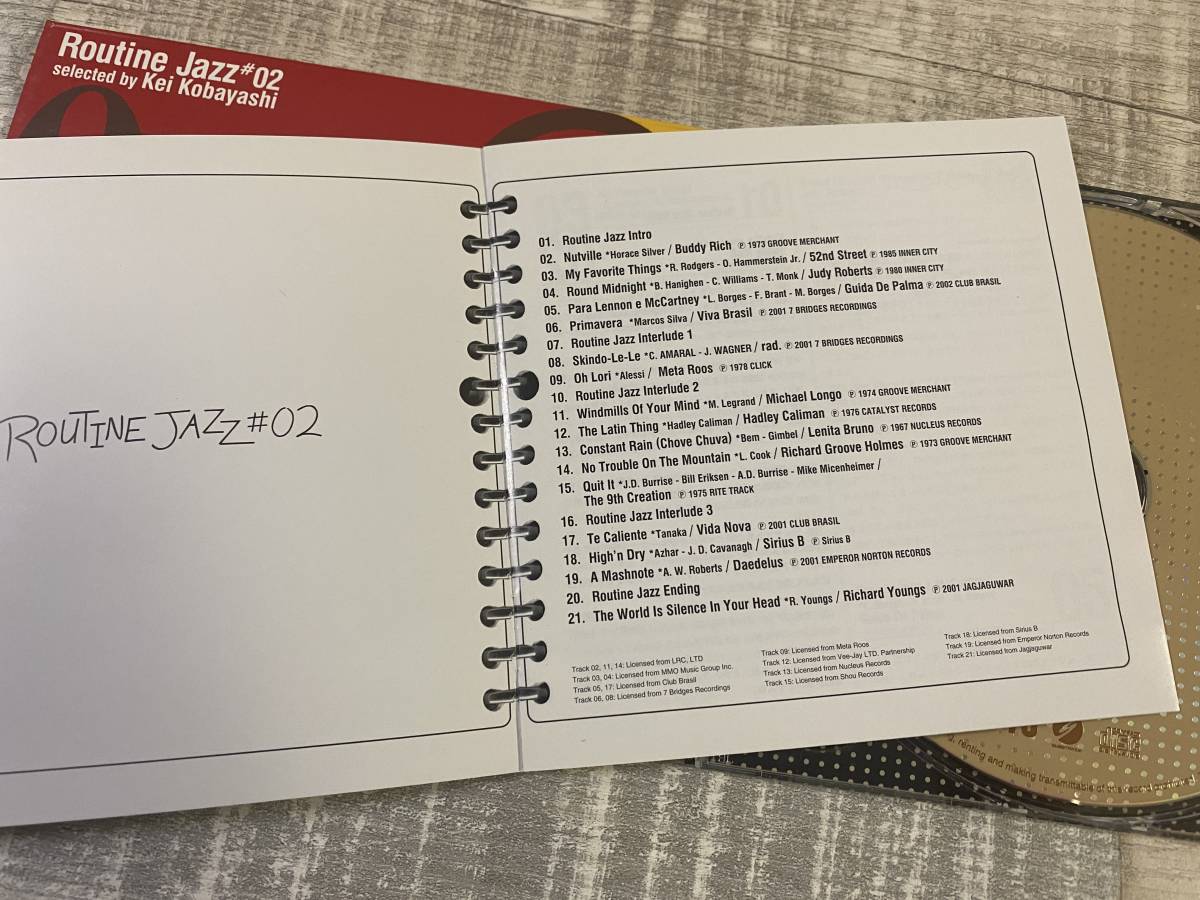 Routine Jazz#02
selected by Kei Kobayashi
ROUTINE JAZZ#02
01. Routine Jazz Intro
02. Nutville *Horace Silver / Buddy Rich ℗ 1973 GROOVE MERCHANT
03. My Favorite Things *R. Rodgers - O. Hammerstein Jr. / 52nd Street ℗ 1985 INNER CITY
04. Round Midnight *B. Hanighen - C. Williams - T. Monk / Judy Roberts ℗ 1980 INNER CITY
05. Para Lennon e McCartney *L. Borges - F. Brant - M. Borges / Guida De Palma ℗ 2002 CLUB BRASIL
06. Primavera *Marcos Silva / Viva Brasil ℗ 2001 7 BRIDGES RECORDINGS
07. Routine Jazz Interlude 1
08. Skindo-Le-Le *C. AMARAL - J. WAGNER / rad. ℗ 2001 7 BRIDGES RECORDINGS
09. Oh Lori *Alessi / Meta Roos ℗ 1978 CLICK
10. Routine Jazz Interlude 2
11. Windmills Of Your Mind *M. Legrand / Michael Longo ℗ 1974 GROOVE MERCHANT
12. The Latin Thing *Hadley Caliman / Hadley Caliman ℗ 1976 CATALYST RECORDS
13. Constant Rain (Chove Chuva) *Bem - Gimbel / Lenita Bruno ℗ 1967 NUCLEUS RECORDS
14. No Trouble On The Mountain *L. Cook / Richard Groove Holmes ℗ 1973 GROOVE MERCHANT
15. Quit It *J.D. Burrise - Bill Eriksen - A.D. Burrise - Mike Micenheimer /
The 9th Creation ℗ 1975 RITE TRACK
16. Routine Jazz Interlude 3
17. Te Caliente *Tanaka / Vida Nova ℗ 2001 CLUB BRASIL
18. High'n Dry *Azhar - J. D. Cavanagh / Sirius B ℗ Sirius B
19. A Mashnote *A. W. Roberts / Daedelus ℗ 2001 EMPEROR NORTON RECORDS
20. Routine Jazz Ending
21. The World Is Silence In Your Head *R. Youngs / Richard Youngs ℗ 2001 JAGJAGUWAR
Track 02, 11, 14: Licensed from LRC, LTD
Track 03, 04: Licensed from MMO Music Group Inc.
Track 05, 17: Licensed from Club Brasil
Track 06, 08: Licensed from 7 Bridges Recordings
Track 09: Licensed from Meta Roos
Track 12: Licensed from Vee-Jay LTD. Partnership
Track 13: Licensed from Nucleus Records
Track 15: Licensed from Shou Records
Track 18: Licensed from Sirius B
Track 19: Licensed from Emperor Norton Records
Track 21: Licensed from Jagjaguwar
renting and making transmittable of this record prohibited